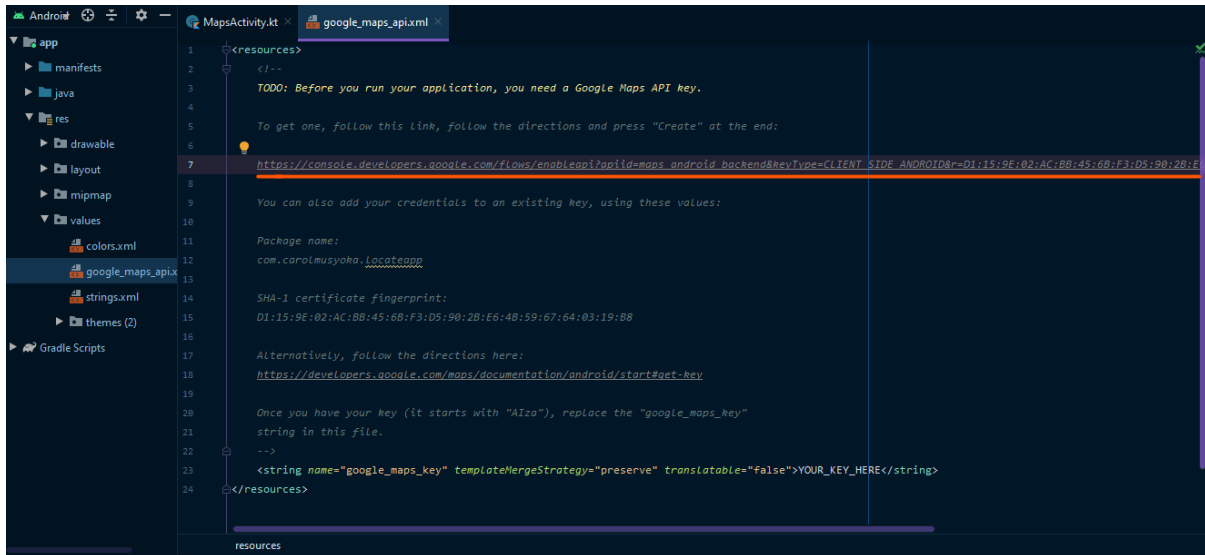 Android
MapsActivity.kt
google_maps_api.xml
app
manifests
java
res
drawable
layout
mipmap
values
colors.xml
google_maps_api.x
strings.xml
themes (2)
Gradle Scripts
1 <resources>
2 <!--
3 TODO: Before you run your application, you need a Google Maps API key.
4
5 To get one, follow this link, follow the directions and press "Create" at the end:
6
7 https://console.developers.google.com/flows/enableapi?apiid=maps_android_backend&keyType=CLIENT_SIDE_ANDROID&r=D1:15:9E:02:AC:BB:45:6B:F3:D5:90:2B:E
8
9 You can also add your credentials to an existing key, using these values:
10
11 Package name:
12 com.carolmusyoka.locateapp
13
14 SHA-1 certificate fingerprint:
15 D1:15:9E:02:AC:BB:45:6B:F3:D5:90:2B:E6:4B:59:67:64:03:19:B8
16
17 Alternatively, follow the directions here:
18 https://developers.google.com/maps/documentation/android/start#get-key
19
20 Once you have your key (it starts with "AIza"), replace the "google_maps_key"
21 string in this file.
22 -->
23 <string name="google_maps_key" templateMergeStrategy="preserve" translatable="false">YOUR_KEY_HERE</string>
24 </resources>
resources